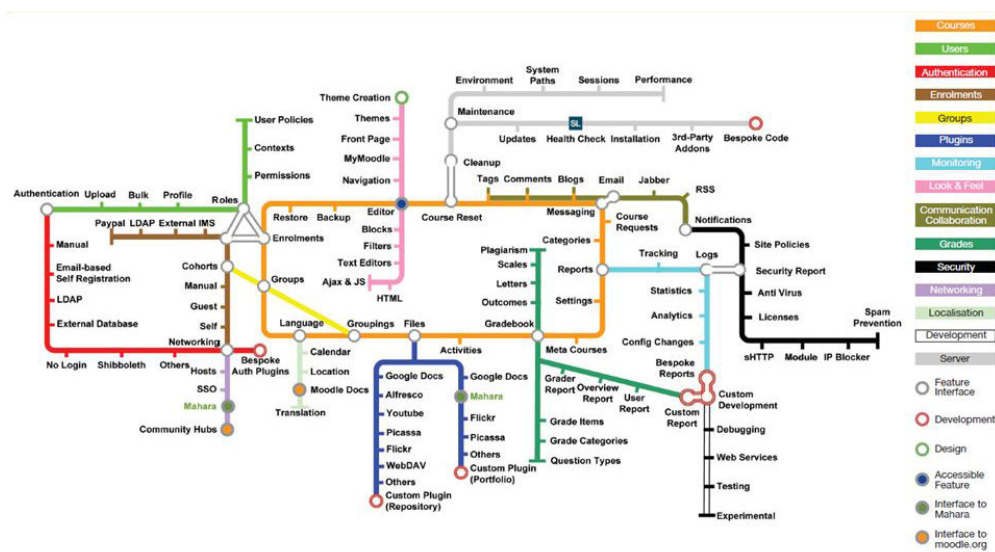 Environment
System
Paths
Sessions
Performance
Maintenance
Updates
SL
Health Check
Installation
3rd-Party
Addons
Bespoke Code
Cleanup
Course Reset
Theme Creation
Themes
Front Page
MyMoodle
Navigation
Editor
Blocks
Filters
Text Editors
Ajax & JS
HTML
User Policies
Contexts
Permissions
Authentication
Upload
Bulk
Profile
Roles
Paypal
LDAP
External
IMS
Enrolments
Restore
Backup
Tags
Comments
Blogs
Email
Jabber
RSS
Messaging
Notifications
Course
Requests
Categories
Reports
Tracking
Logs
Site Policies
Security Report
Anti Virus
Licenses
Spam
Prevention
sHTTP
Module
IP Blocker
Manual
Email-based
Self Registration
LDAP
External Database
No Login
Shibboleth
Others
Bespoke
Auth Plugins
Cohorts
Manual
Guest
Self
Networking
Hosts
SSO
Mahara
Community Hubs
Groups
Language
Groupings
Files
Activities
Gradebook
Meta Courses
Settings
Plagiarism
Scales
Letters
Outcomes
Calendar
Location
Moodle Docs
Translation
Google Docs
Alfresco
Youtube
Picassa
Flickr
WebDAV
Others
Custom Plugin
(Repository)
Google Docs
Mahara
Flickr
Picassa
Others
Custom Plugin
(Portfolio)
Grader
Report
Overview
Report
User
Report
Custom
Report
Grade Items
Grade Categories
Question Types
Statistics
Analytics
Config Changes
Bespoke
Reports
Custom
Development
Debugging
Web Services
Testing
Experimental
Courses
Users
Authentication
Enrolments
Groups
Plugins
Monitoring
Look & Feel
Communication
Collaboration
Grades
Security
Networking
Localisation
Development
Server
Feature
Interface
Development
Design
Accessible
Feature
Interface to
Mahara
Interface to
moodle.org